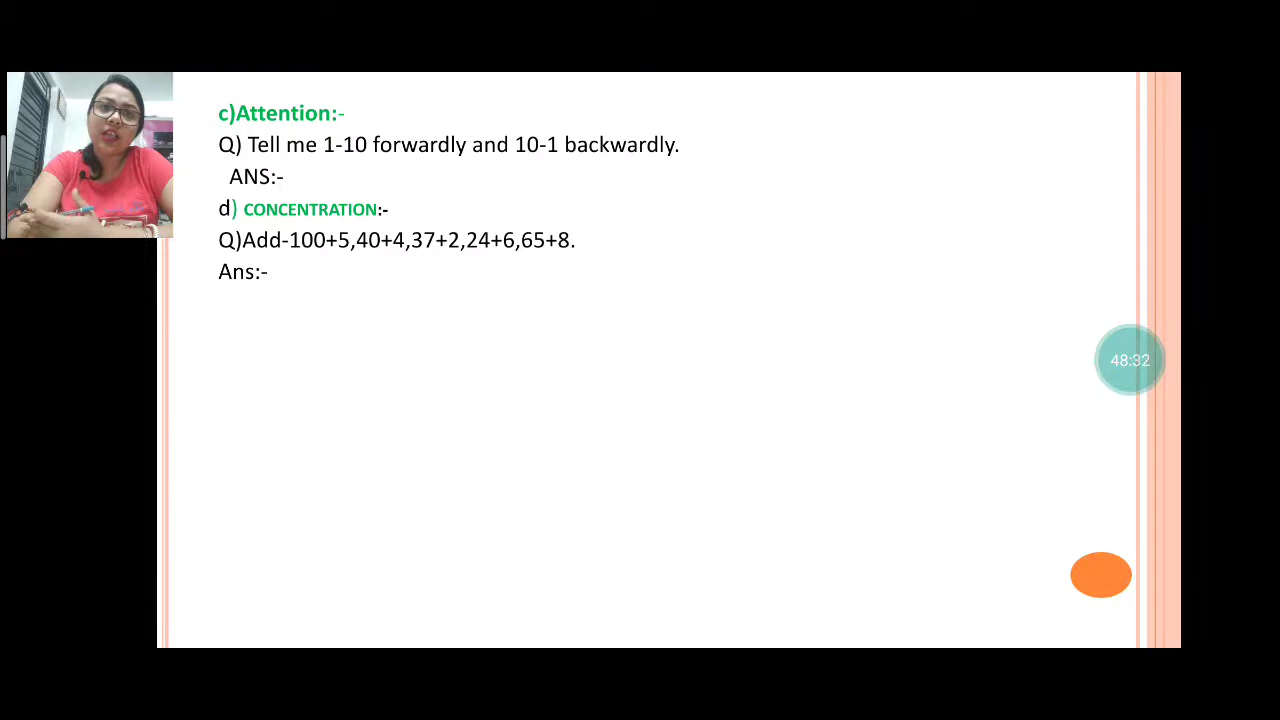 c)Attention:-
Q) Tell me 1-10 forwardly and 10-1 backwardly.
ANS:-
d) CONCENTRATION:-
Q)Add-100+5,40+4,37+2,24+6,65+8.
Ans:-
48:32